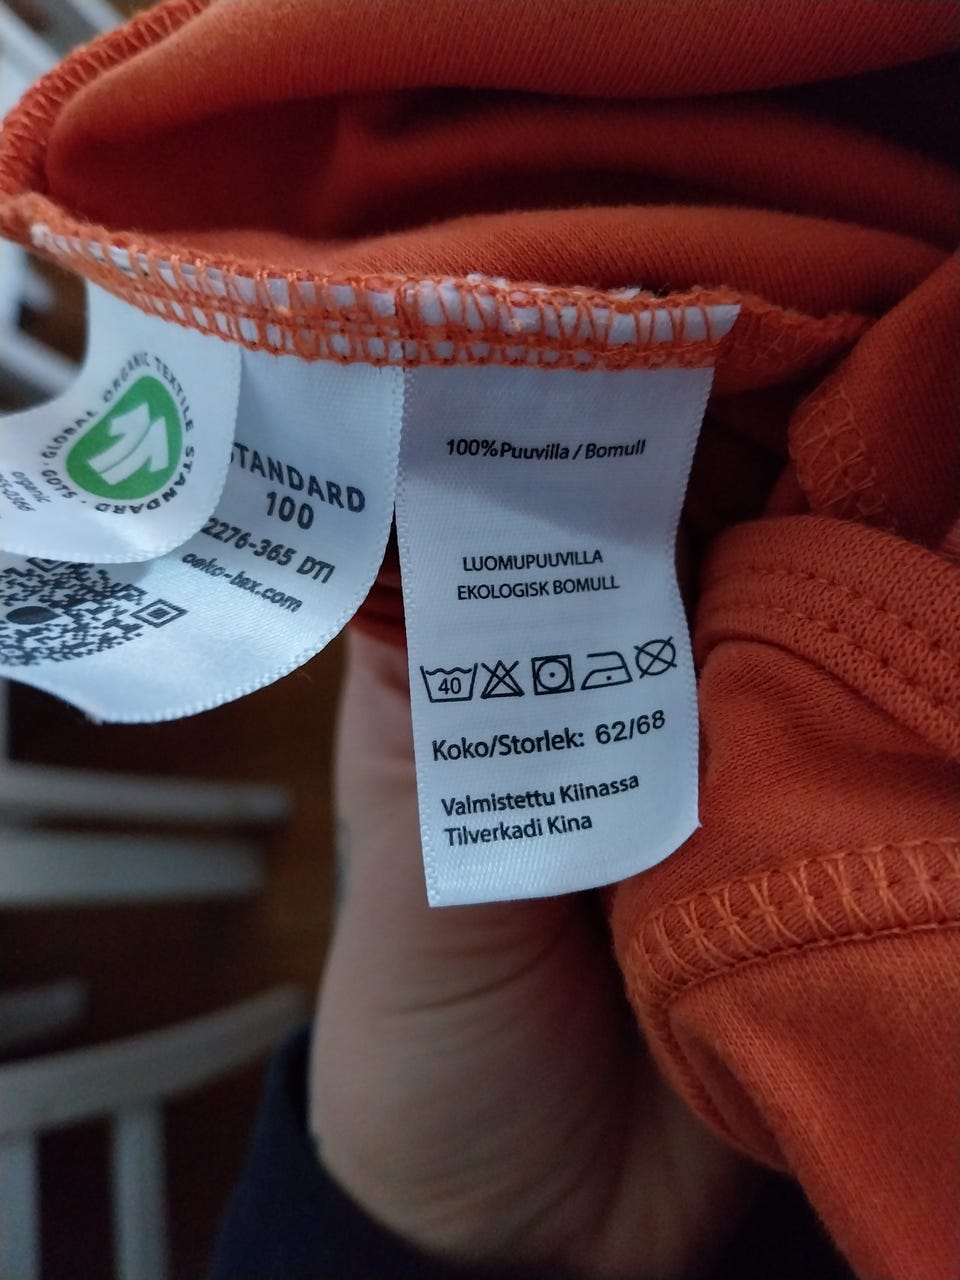 GLOBAL ORGANIC TEXTILE STANDARD · GOTS ·
organic
STANDARD
100
2276-365 DTI
oeko-tex.com
100% Puuvilla / Bomull
LUOMUPUUVILLA
EKOLOGISK BOMULL
40
Koko/Storlek: 62/68
Valmistettu Kiinassa
Tilverkadi Kina